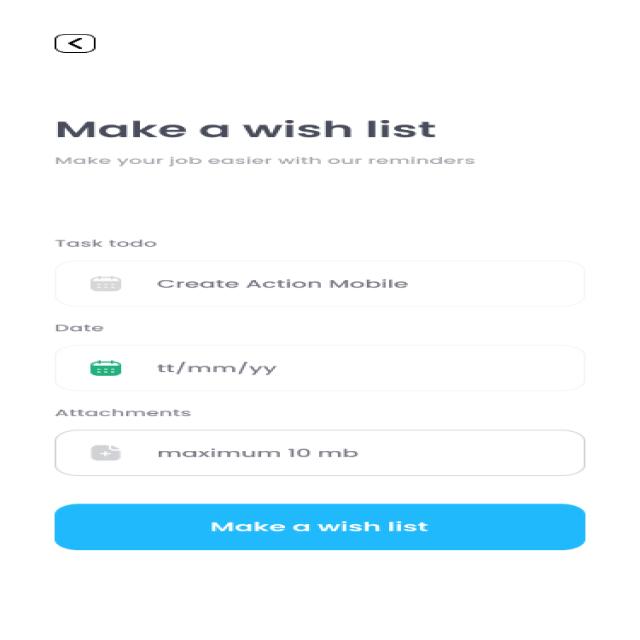 Make a wish list
Make your job easier with our reminders
Task todo
Create Action Mobile
Date
tt/mm/yy
Attachments
maximum 10 mb
Make a wish list